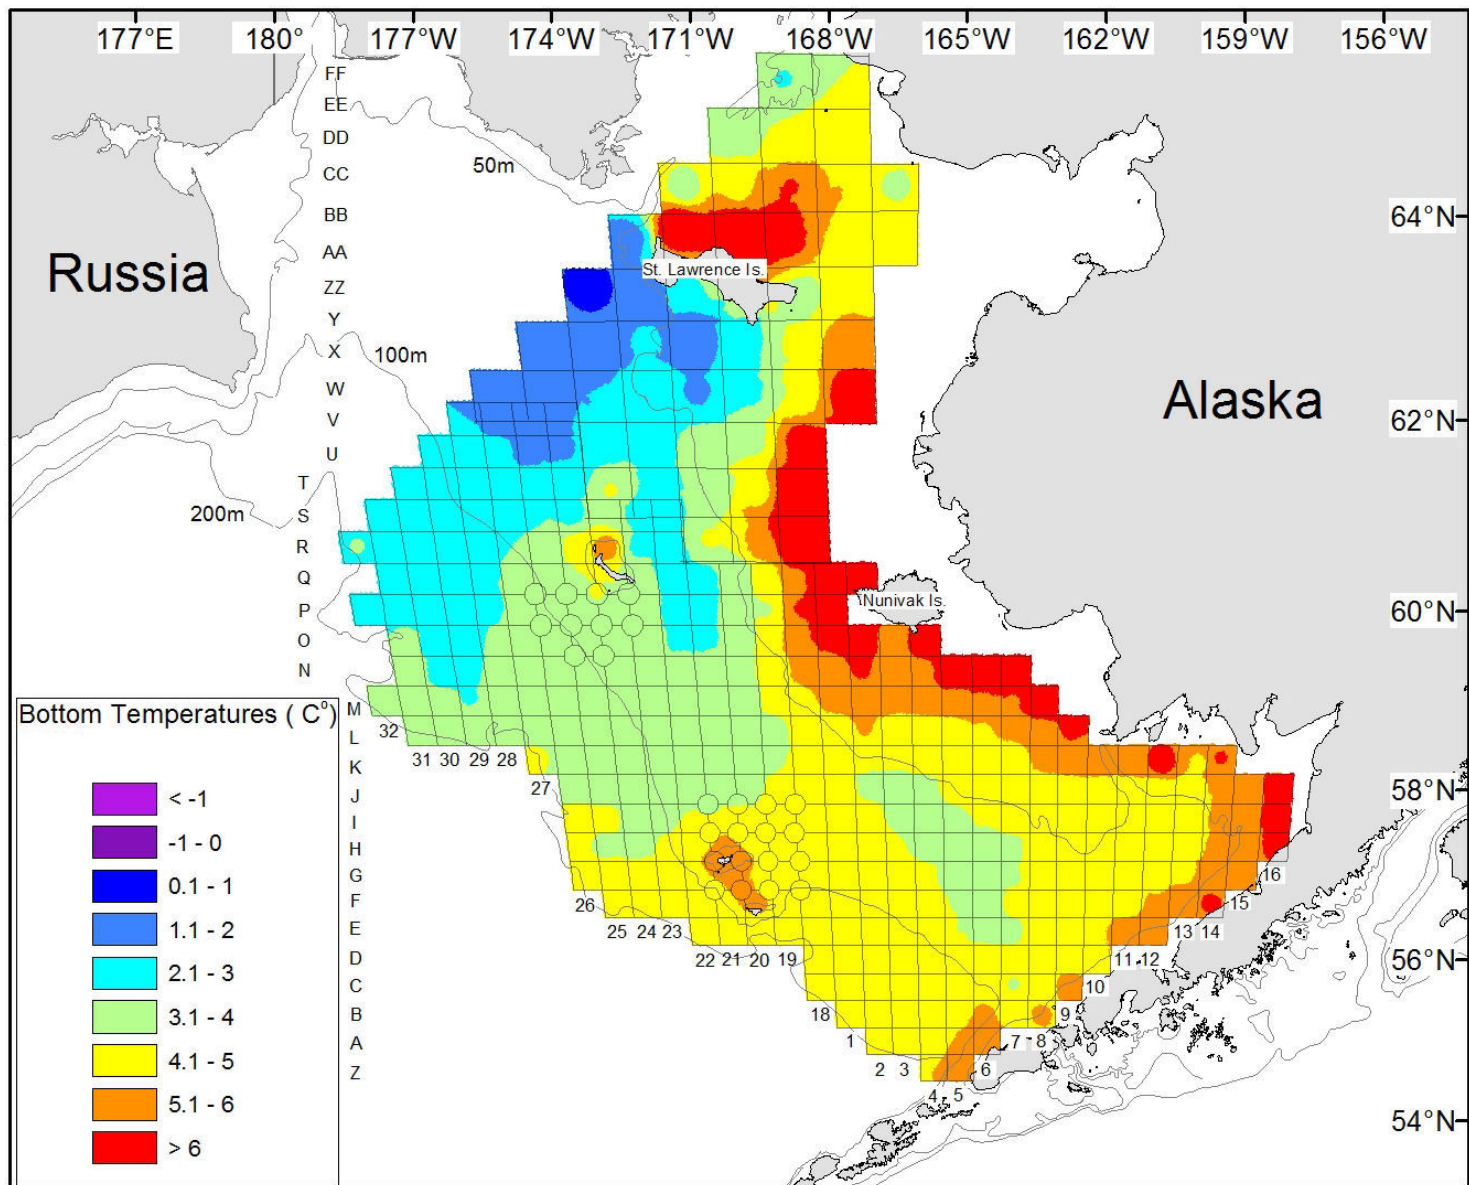 177°E 180° 177°W 174°W 171°W 168°W 165°W 162°W 159°W 156°W
FF
EE
DD
50m
CC
BB
64°N
AA
Russia
St. Lawrence Is.
ZZ
Y
X
100m
W
Alaska
V
62°N
U
T
S
200m
R
Q
Nunivak Is.
P
60°N
O
N
M
Bottom Temperatures ( C°)
32
L
31 30 29 28
K
27
58°N
J
I
H
G
16
F
26
15
E
25 24 23
13 14
D
22 21 20 19
11 12
56°N
C
10
B
18
9
A
1
7 8
Z
2 3
6
4 5
54°N
< -1
-1 - 0
0.1 - 1
1.1 - 2
2.1 - 3
3.1 - 4
4.1 - 5
5.1 - 6
> 6